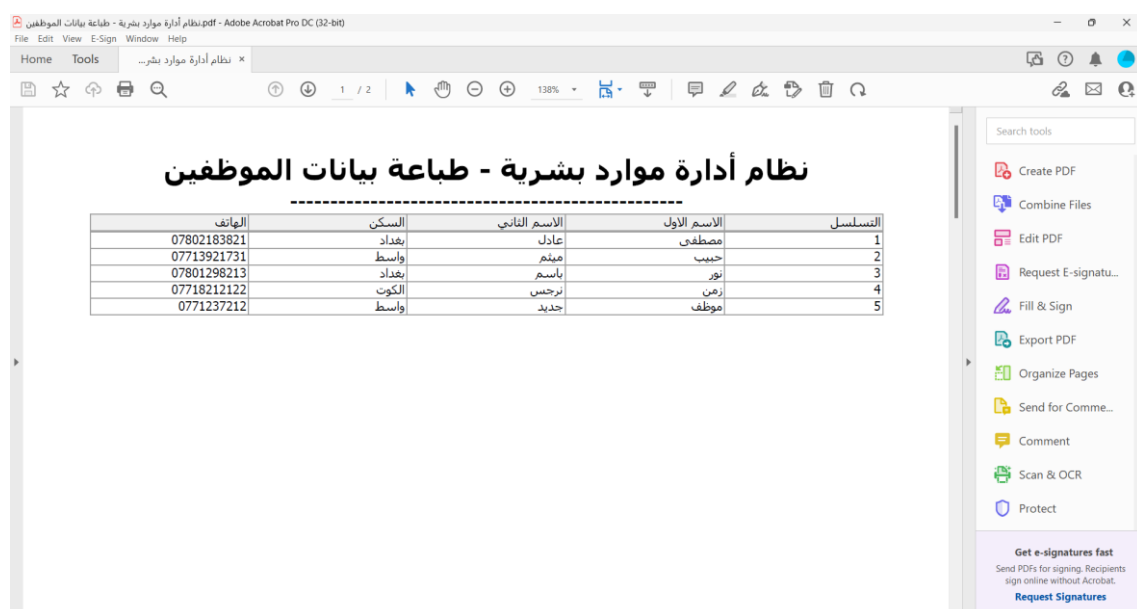 نظام أدارة موارد بشرية - طباعة بيانات الموظفين.pdf - Adobe Acrobat Pro DC (32-bit)
File Edit View E-Sign Window Help
Home Tools نظام أدارة موارد بشر... ×
1 / 2 138%
Search tools
Create PDF
Combine Files
Edit PDF
Request E-signatu...
Fill & Sign
Export PDF
Organize Pages
Send for Comme...
Comment
Scan & OCR
Protect
Get e-signatures fast
Send PDFs for signing. Recipients
sign online without Acrobat.
Request Signatures
نظام أدارة موارد بشرية - طباعة بيانات الموظفين
------------------------------------------------
التسلسل الاسم الاول الاسم الثاني السكن الهاتف
1 مصطفى عادل بغداد 07802183821
2 حبيب ميثم واسط 07713921731
3 نور باسم بغداد 07801298213
4 زمن نرجس الكوت 07718212122
5 موظف جديد واسط 0771237212